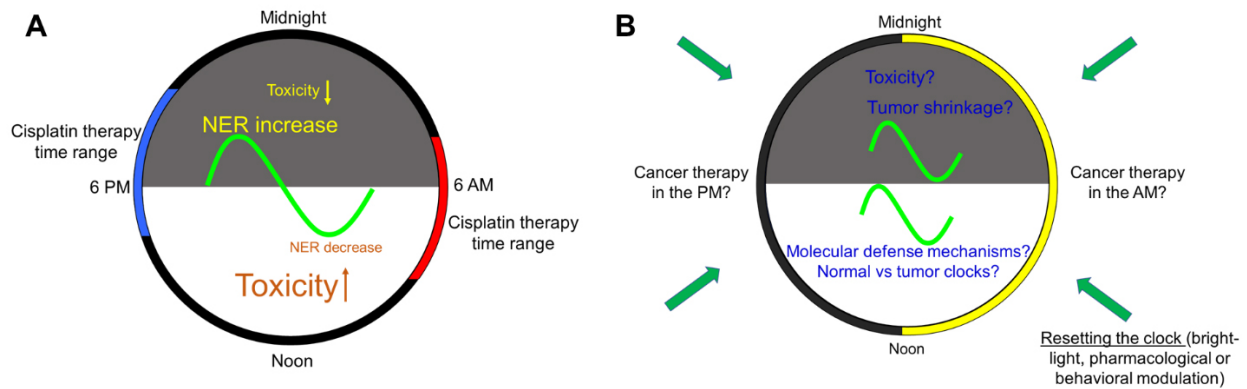 A
Midnight
Toxicity
NER increase
Cisplatin therapy
time range
6 PM
6 AM
Cisplatin therapy
time range
NER decrease
Toxicity
Noon
B
Midnight
Toxicity?
Tumor shrinkage?
Cancer therapy
in the PM?
Cancer therapy
in the AM?
Molecular defense mechanisms?
Normal vs tumor clocks?
Noon
Resetting the clock (bright-
light, pharmacological or
behavioral modulation)